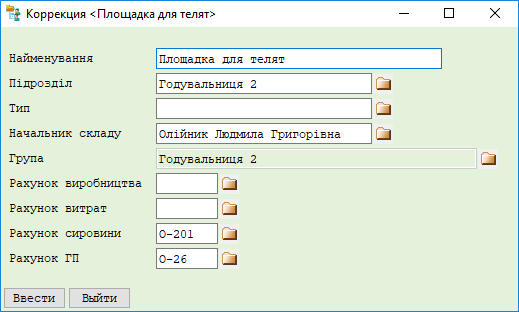 Коррекция <Площадка для телят>
Найменування Площадка для телят
Підрозділ Годувальниця 2
Тип
Начальник складу Олійник Людмила Григорівна
Група Годувальниця 2
Рахунок виробництва
Рахунок витрат
Рахунок сировини О-201
Рахунок ГП О-26
Ввести Выйти